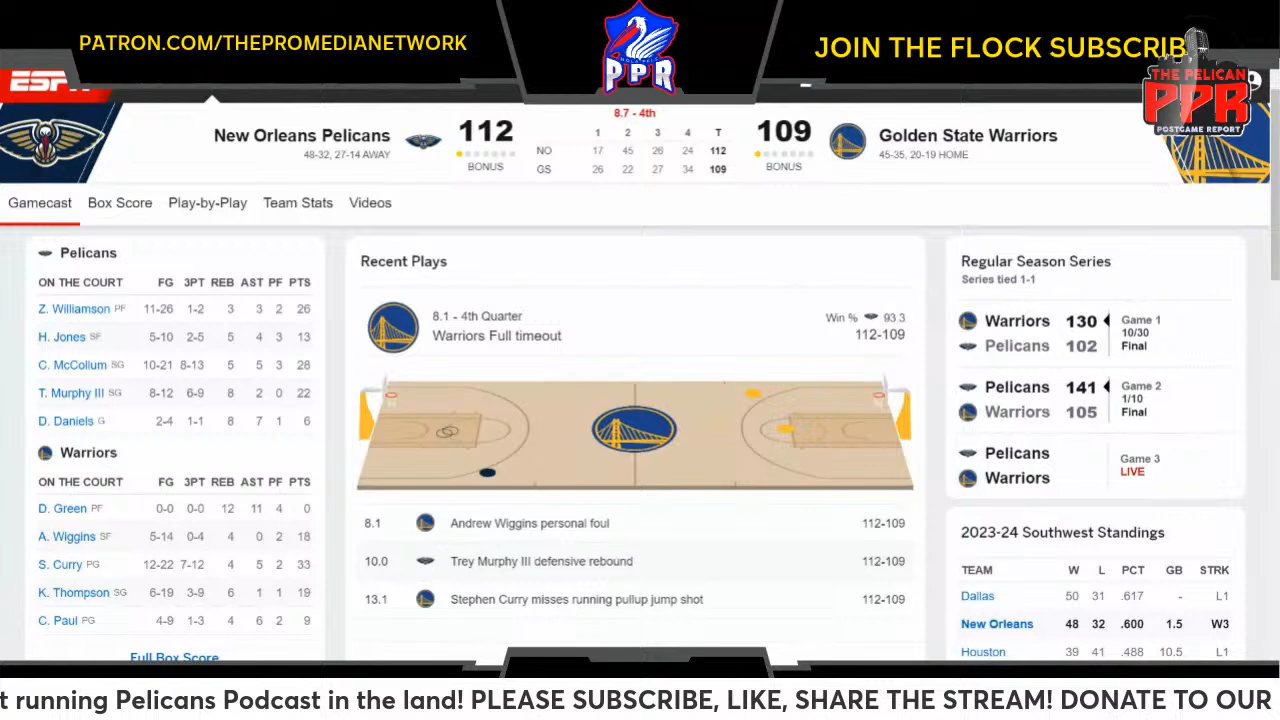 PATRON.COM/THEPROMEDIANETWORK
PPR
JOIN THE FLOCK SUBSCRIB
THE PELICAN
PPR
POSTGAME REPORT
New Orleans Pelicans
48-32, 27-14 AWAY
112
BONUS
8.7 - 4th
1 2 3 4 T
NO 17 45 26 24 112
GS 26 22 27 34 109
109
BONUS
Golden State Warriors
45-35, 20-19 HOME
Gamecast Box Score Play-by-Play Team Stats Videos
Pelicans
ON THE COURT FG 3PT REB AST PF PTS
Z. Williamson PF 11-26 1-2 3 3 2 26
H. Jones SF 5-10 2-5 5 4 3 13
C. McCollum SG 10-21 8-13 5 5 3 28
T. Murphy III SG 8-12 6-9 8 2 0 22
D. Daniels G 2-4 1-1 8 7 1 6
Warriors
ON THE COURT FG 3PT REB AST PF PTS
D. Green PF 0-0 0-0 12 11 4 0
A. Wiggins SF 5-14 0-4 4 0 2 18
S. Curry PG 12-22 7-12 4 5 2 33
K. Thompson SG 6-19 3-9 6 1 1 19
C. Paul PG 4-9 1-3 4 6 2 9
Full Box Score
Recent Plays
8.1 - 4th Quarter
Warriors Full timeout
Win % 93.3
112-109
8.1 Andrew Wiggins personal foul 112-109
10.0 Trey Murphy III defensive rebound 112-109
13.1 Stephen Curry misses running pullup jump shot 112-109
Regular Season Series
Series tied 1-1
Warriors 130
Pelicans 102
Game 1
10/30
Final
Pelicans 141
Warriors 105
Game 2
1/10
Final
Pelicans
Warriors
Game 3
LIVE
2023-24 Southwest Standings
TEAM W L PCT GB STRK
Dallas 50 31 .617 - L1
New Orleans 48 32 .600 1.5 W3
Houston 39 41 .488 10.5 L1
t running Pelicans Podcast in the land! PLEASE SUBSCRIBE, LIKE, SHARE THE STREAM! DONATE TO OUR